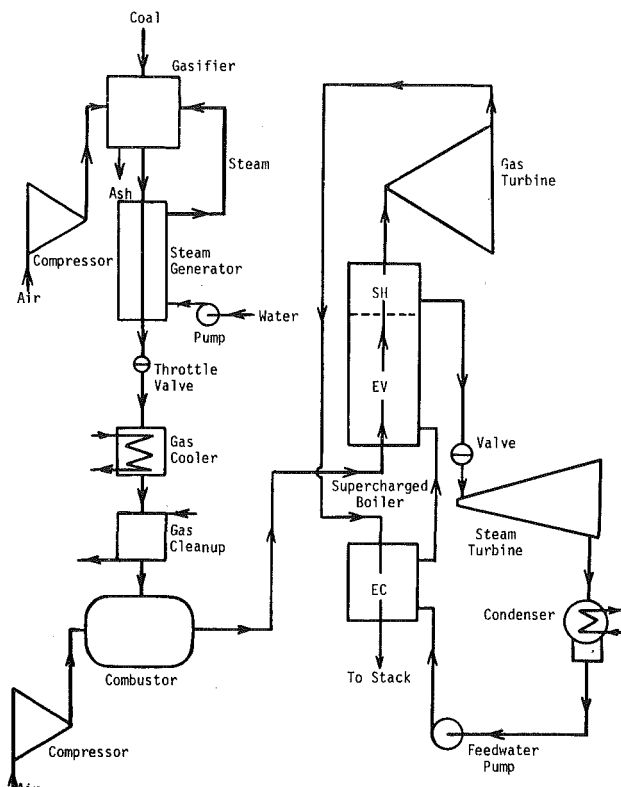 Coal
Gasifier
Steam
Ash
Compressor
Air
Steam
Generator
Pump
Water
Throttle
Valve
Gas
Cooler
Gas
Cleanup
Combustor
Compressor
Air
Gas
Turbine
SH
EV
Supercharged
Boiler
Valve
Steam
Turbine
EC
To Stack
Condenser
Feedwater
Pump